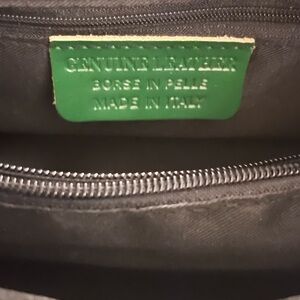 GENUINE LEATHER
BORSE IN PELLE
MADE IN ITALY